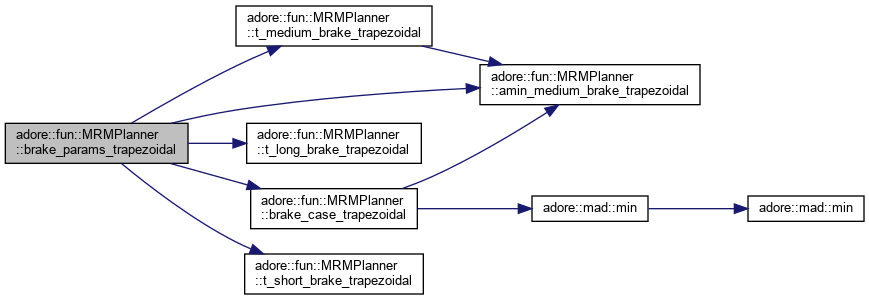 adore::fun::MRMPlanner
::brake_params_trapezoidal
adore::fun::MRMPlanner
::t_medium_brake_trapezoidal
adore::fun::MRMPlanner
::amin_medium_brake_trapezoidal
adore::fun::MRMPlanner
::t_long_brake_trapezoidal
adore::fun::MRMPlanner
::brake_case_trapezoidal
adore::mad::min
adore::mad::min
adore::fun::MRMPlanner
::t_short_brake_trapezoidal